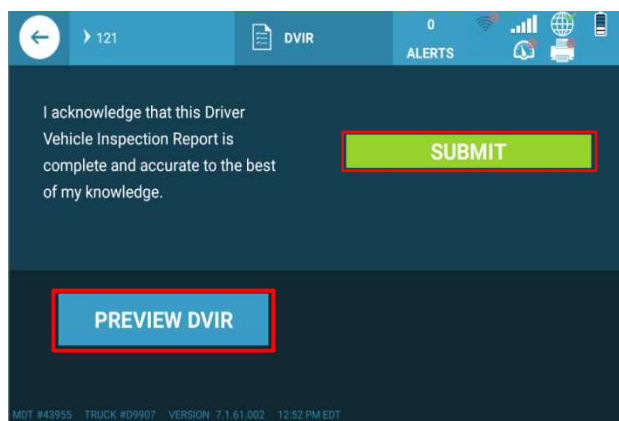 121
DVIR
0
ALERTS
I acknowledge that this Driver
Vehicle Inspection Report is
complete and accurate to the best
of my knowledge.
SUBMIT
PREVIEW DVIR
MDT #43955 TRUCK #D9907 VERSION 7.1.61.002 12:52 PM EDT